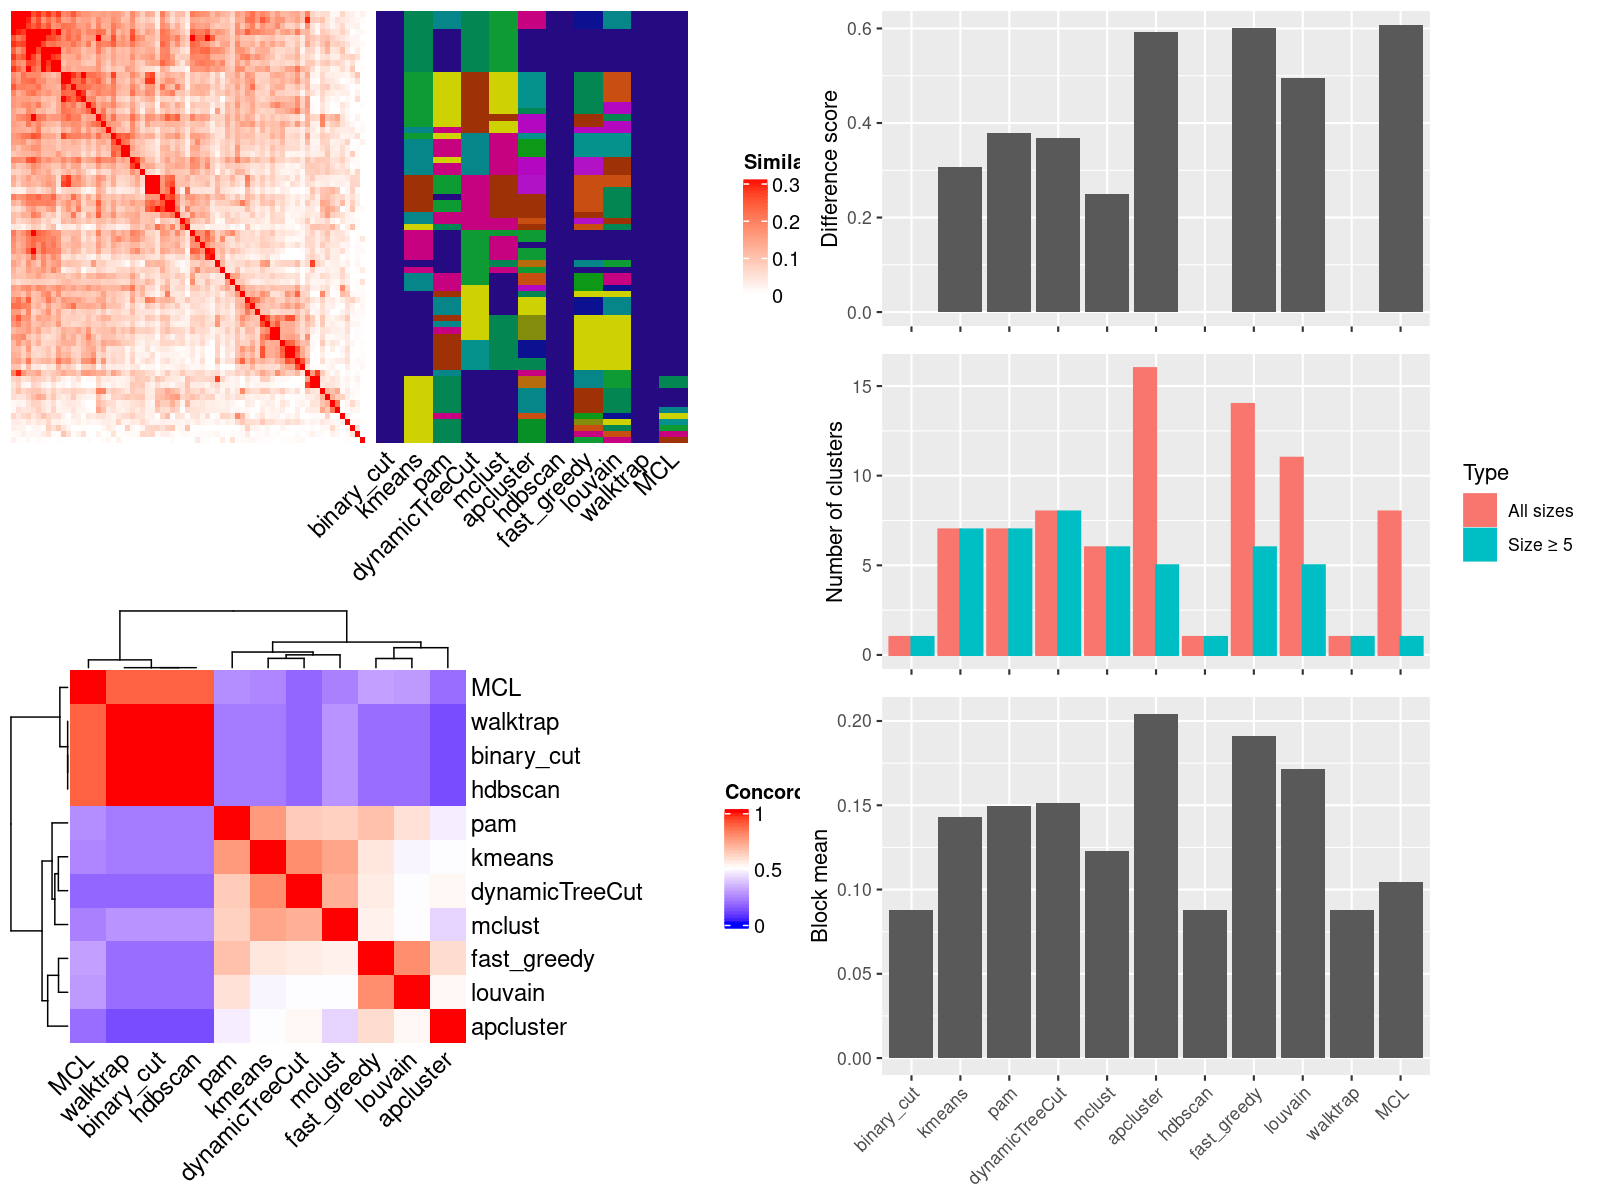 Simila
0.3
0.2
0.1
0
binary_cut
kmeans
pam
dynamicTreeCut
mclust
apcluster
hdbscan
fast_greedy
louvain
walktrap
MCL
MCL
walktrap
binary_cut
hdbscan
pam
kmeans
dynamicTreeCut
mclust
fast_greedy
louvain
apcluster
MCL
walktrap
binary_cut
hdbscan
pam
kmeans
dynamicTreeCut
mclust
fast_greedy
louvain
apcluster
Concord
1
0.5
0
Difference score
0.6
0.4
0.2
0.0
Number of clusters
15
10
5
0
Type
All sizes
Size ≥ 5
Block mean
0.20
0.15
0.10
0.05
0.00
binary_cut
kmeans
pam
dynamicTreeCut
mclust
apcluster
hdbscan
fast_greedy
louvain
walktrap
MCL